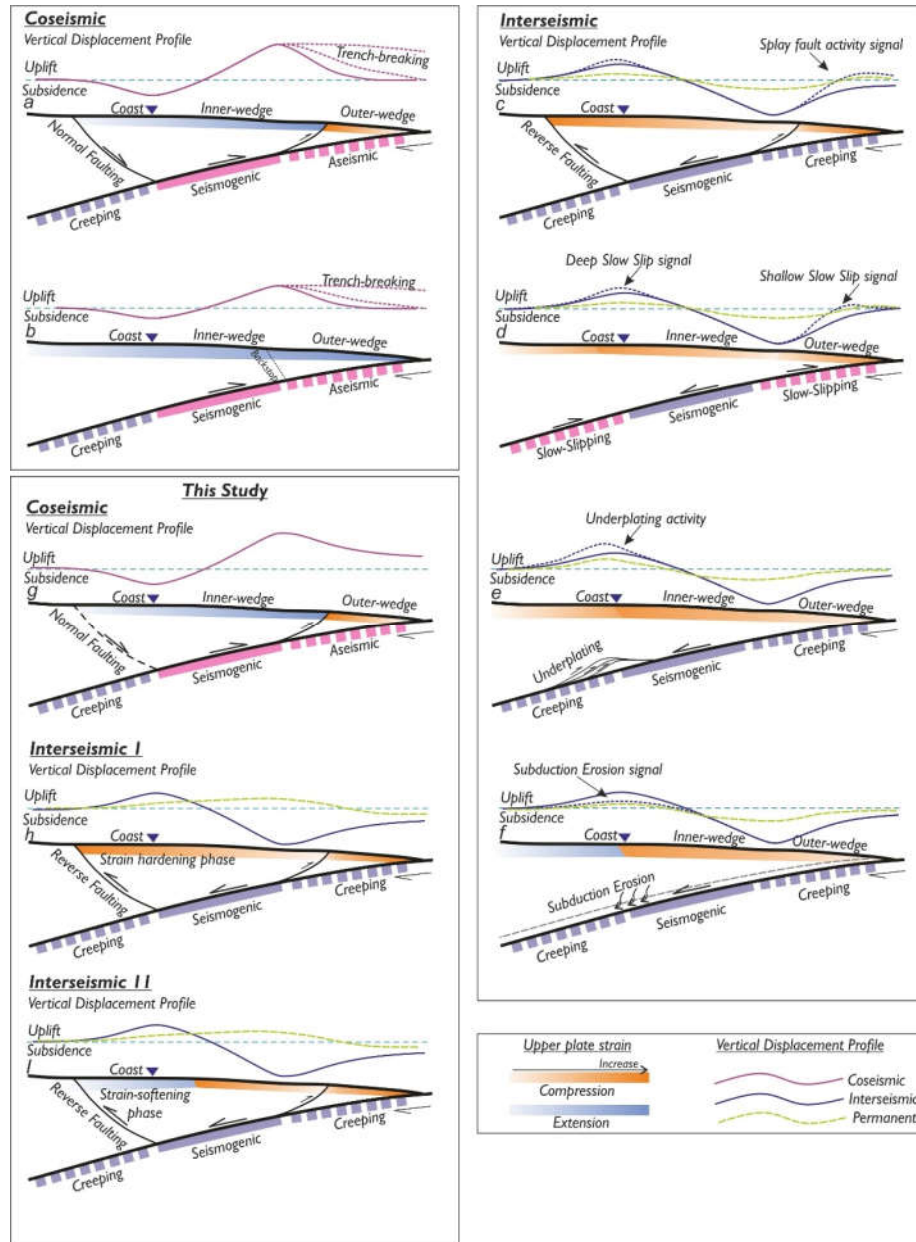 Coseismic
Vertical Displacement Profile
Trench-breaking
Uplift
Subsidence
a
Coast Inner-wedge Outer-wedge
Normal Faulting
Aseismic
Seismogenic
Creeping
Trench-breaking
Uplift
Subsidence
b
Coast Inner-wedge Outer-wedge
Backstop
Aseismic
Seismogenic
Creeping
This Study
Coseismic
Vertical Displacement Profile
Uplift
Subsidence
g
Coast Inner-wedge Outer-wedge
Normal Faulting
Aseismic
Seismogenic
Creeping
Interseismic I
Vertical Displacement Profile
Uplift
Subsidence
h
Coast
Strain hardening phase
Reverse Faulting
Creeping
Seismogenic
Creeping
Interseismic II
Vertical Displacement Profile
Uplift
Subsidence
I
Coast
Strain-softening
phase
Reverse Faulting
Creeping
Seismogenic
Creeping
Interseismic
Vertical Displacement Profile
Splay fault activity signal
Uplift
Subsidence
c
Coast Inner-wedge Outer-wedge
Reverse Faulting
Creeping
Seismogenic
Creeping
Deep Slow Slip signal
Shallow Slow Slip signal
Uplift
Subsidence
d
Coast Inner-wedge Outer-wedge
Seismogenic
Slow-Slipping
Slow-Slipping
Underplating activity
Uplift
Subsidence
e
Coast Inner-wedge Outer-wedge
Underplating
Creeping
Seismogenic
Creeping
Subduction Erosion signal
Uplift
Subsidence
f
Coast Inner-wedge Outer-wedge
Subduction Erosion
Creeping
Seismogenic
Creeping
Upper plate strain
Increase
Compression
Extension
Vertical Displacement Profile
Coseismic
Interseismic
Permanent